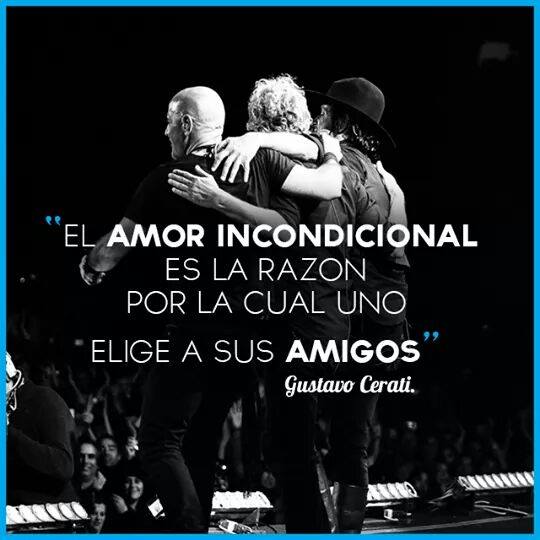 "EL AMOR INCONDICIONAL
ES LA RAZON
POR LA CUAL UNO
ELIGE A SUS AMIGOS"
Gustavo Cerati.